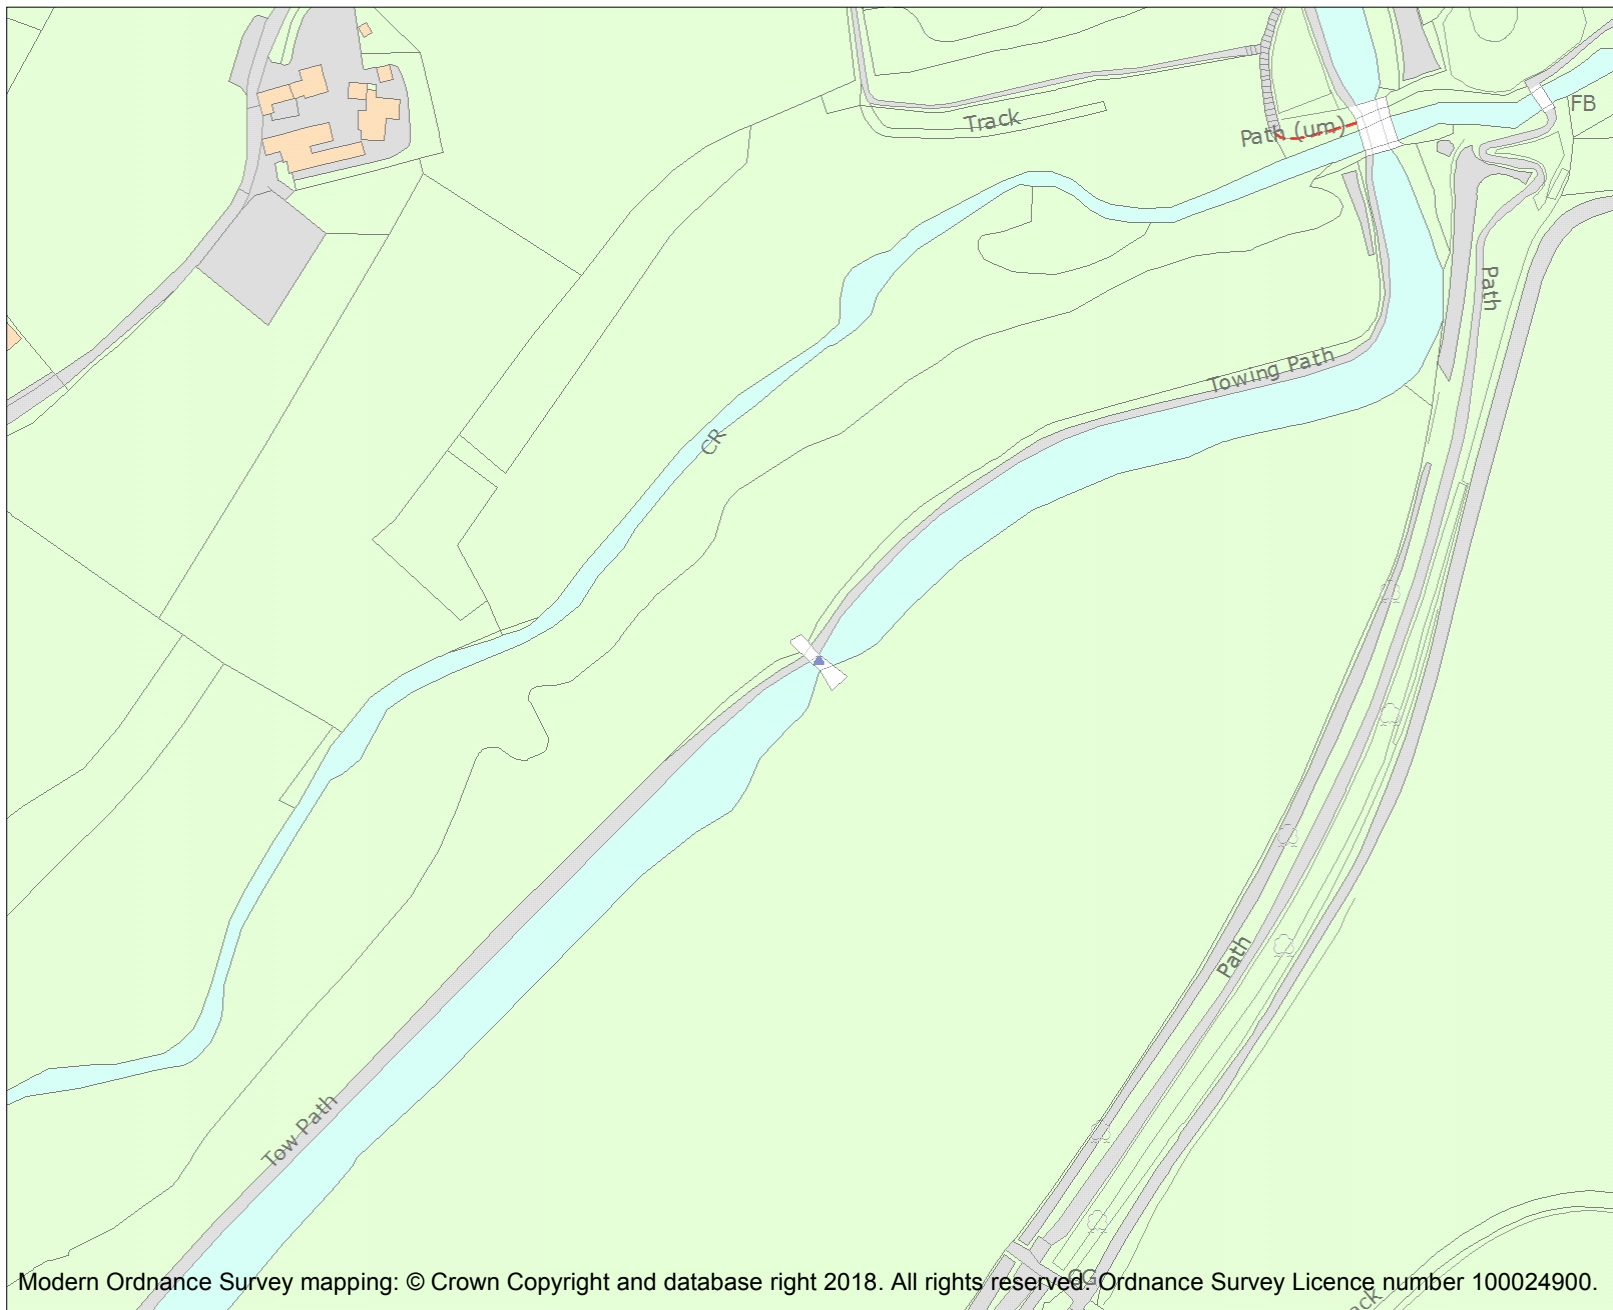 FB
Track
Path (um)
Path
Towing Path
CR
Path
Tow Path
CG
Modern Ordnance Survey mapping: © Crown Copyright and database right 2018. All rights reserved. Ordnance Survey Licence number 100024900.